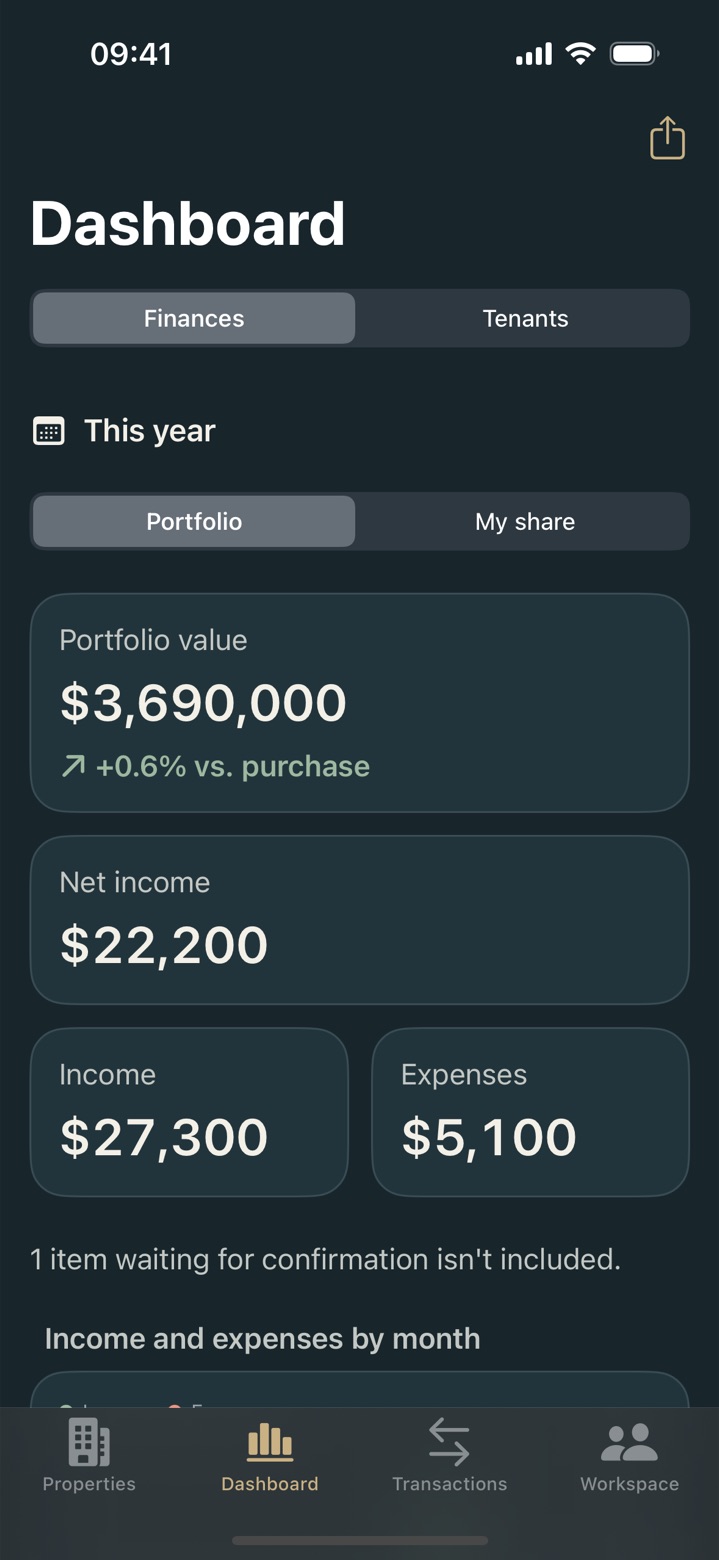 09:41
Dashboard
Finances
Tenants
This year
Portfolio
My share
Portfolio value
$3,690,000
+0.6% vs. purchase
Net income
$22,200
Income
Expenses
$27,300
$5,100
1 item waiting for confirmation isn't included.
Income and expenses by month
Properties
Dashboard
Transactions
Workspace